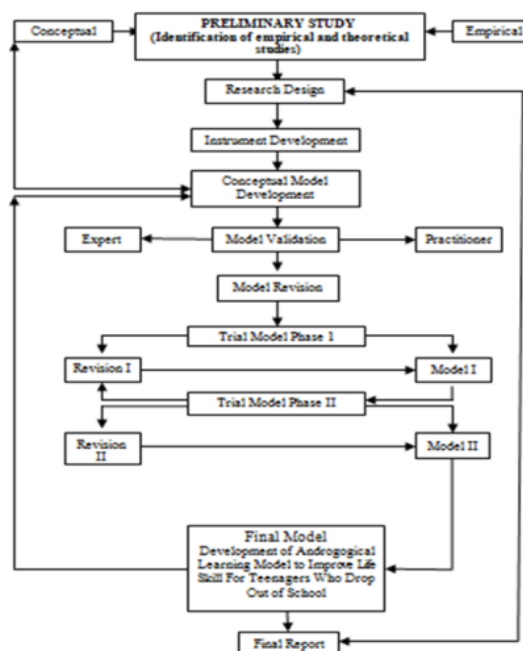 PRELIMINARY STUDY
Conceptual
(Identification of empirical and theoretical
studies)
Empirical
Research Design
Instrument Development
Conceptual Model
Development
Expert
Model Validation
Practitioner
Model Revision
Trial Model Phase 1
Revision I
Model I
Trial Model Phase II
Revision
II
Model II
Final Model
Development of Androgogical
Learning Model to Improve Life
Skill For Teenagers Who Drop
Out of School
Final Report